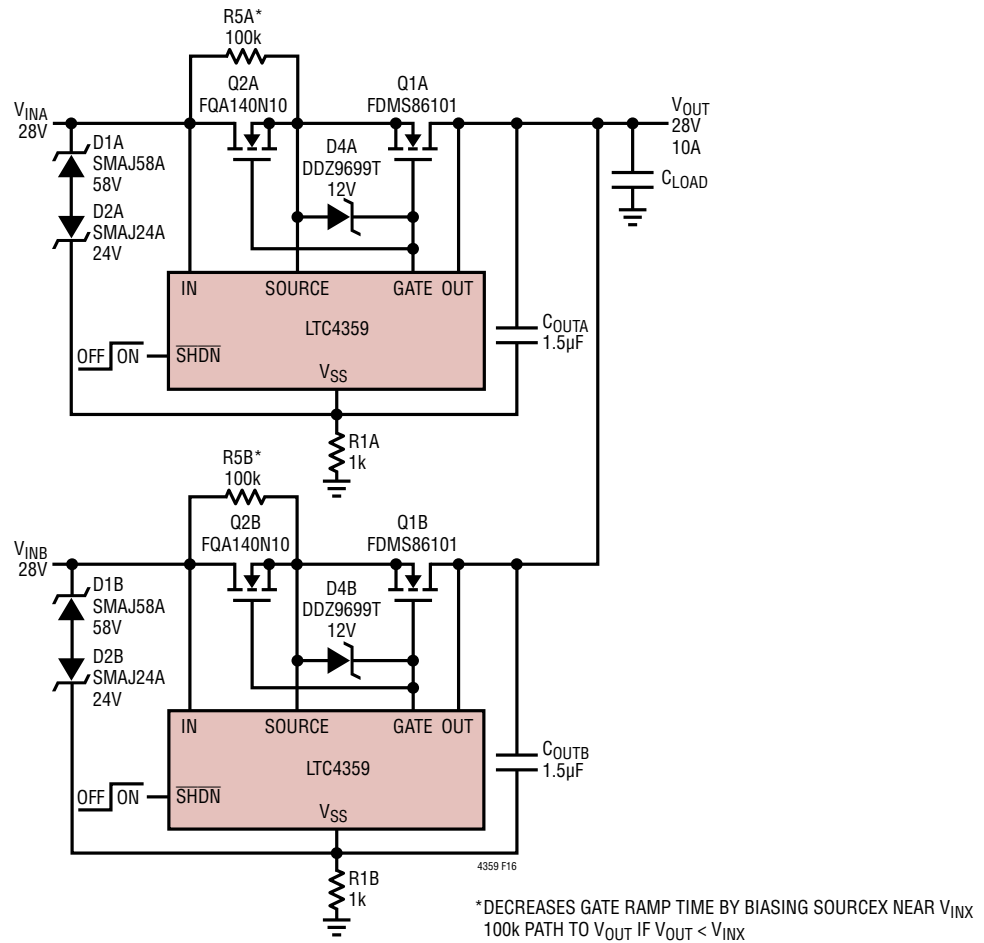 R5A*
100k
Q2A
FQA140N10
Q1A
FDMS86101
VINA
28V
VOUT
28V
10A
D1A
SMAJ58A
58V
D4A
DDZ9699T
12V
CLOAD
D2A
SMAJ24A
24V
IN
SOURCE
GATE
OUT
LTC4359
COUTA
1.5µF
OFF
ON
SHDN
VSS
R1A
1k
R5B*
100k
Q2B
FQA140N10
Q1B
FDMS86101
VINB
28V
D1B
SMAJ58A
58V
D4B
DDZ9699T
12V
D2B
SMAJ24A
24V
IN
SOURCE
GATE
OUT
LTC4359
COUTB
1.5µF
OFF
ON
SHDN
VSS
4359 F16
R1B
1k
*DECREASES GATE RAMP TIME BY BIASING SOURCEX NEAR VINX
100k PATH TO VOUT IF VOUT < VINX